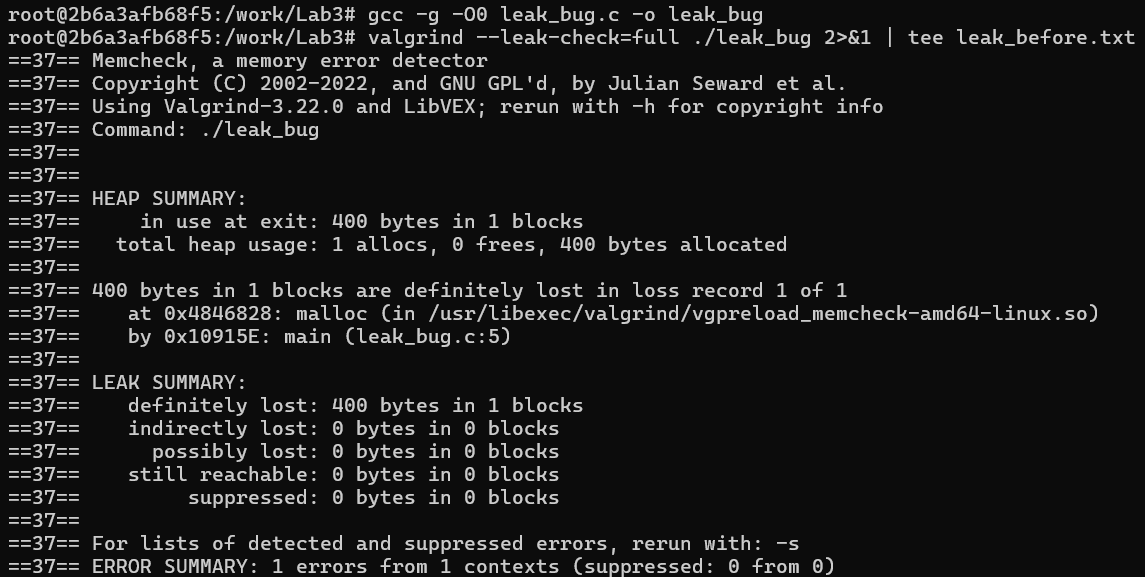 root@2b6a3afb68f5:/work/Lab3# gcc -g -O0 leak_bug.c -o leak_bug
root@2b6a3afb68f5:/work/Lab3# valgrind --leak-check=full ./leak_bug 2>&1 | tee leak_before.txt
==37== Memcheck, a memory error detector
==37== Copyright (C) 2002-2022, and GNU GPL'd, by Julian Seward et al.
==37== Using Valgrind-3.22.0 and LibVEX; rerun with -h for copyright info
==37== Command: ./leak_bug
==37==
==37==
==37== HEAP SUMMARY:
==37==     in use at exit: 400 bytes in 1 blocks
==37==   total heap usage: 1 allocs, 0 frees, 400 bytes allocated
==37==
==37== 400 bytes in 1 blocks are definitely lost in loss record 1 of 1
==37==    at 0x4846828: malloc (in /usr/libexec/valgrind/vgpreload_memcheck-amd64-linux.so)
==37==    by 0x10915E: main (leak_bug.c:5)
==37==
==37== LEAK SUMMARY:
==37==    definitely lost: 400 bytes in 1 blocks
==37==    indirectly lost: 0 bytes in 0 blocks
==37==      possibly lost: 0 bytes in 0 blocks
==37==    still reachable: 0 bytes in 0 blocks
==37==         suppressed: 0 bytes in 0 blocks
==37==
==37== For lists of detected and suppressed errors, rerun with: -s
==37== ERROR SUMMARY: 1 errors from 1 contexts (suppressed: 0 from 0)